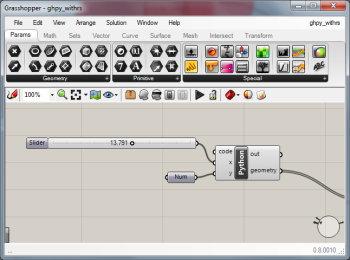 Grasshopper - ghpy_withrs
File Edit View Arrange Solution Window Help ghpy_withrs
Params Math Sets Vector Curve Surface Mesh Intersect Transform
Geometry Primitive Special
100%
Slider 13.791
code out
x Python
y geometry
Num
0.8.0010